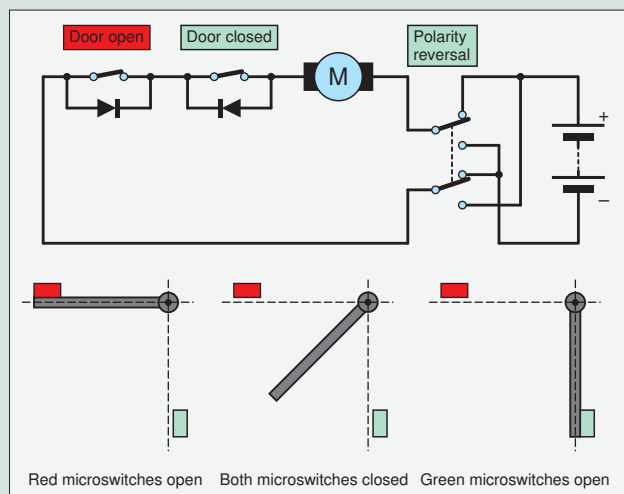 Door open
Door closed
Polarity
reversal
M
+
–
Red microswitches open
Both microswitches closed
Green microswitches open